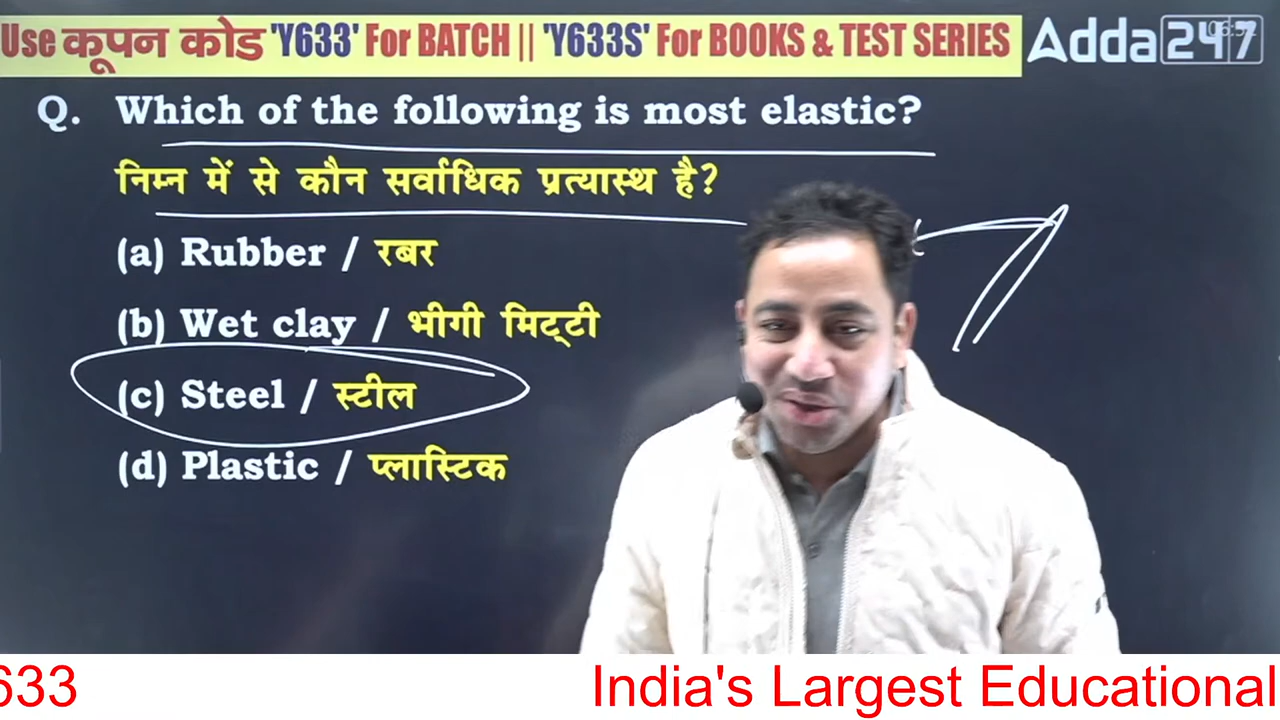 Use कूपन कोड 'Y633' For BATCH || 'Y633S' For BOOKS & TEST SERIES
Adda247
Q. Which of the following is most elastic?
निम्न में से कौन सर्वाधिक प्रत्यास्थ है?
(a) Rubber / रबर
(b) Wet clay / भीगी मिट्टी
(c) Steel / स्टील
(d) Plastic / प्लास्टिक
633 India's Largest Educational